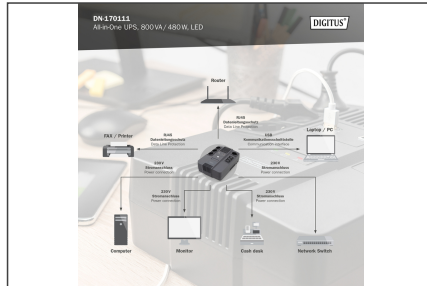 DN-170111
All-in-One UPS, 800VA/480W, LED
DIGITUS®
Router
RJ45
Datenleitungsschutz
Data Line Protection
FAX / Printer
RJ45
Datenleitungsschutz
Data Line Protection
USB
Kommunikationsschnittstelle
Communication interface
Laptop / PC
230V
Stromanschluss
Power connection
230V
Stromanschluss
Power connection
230V
Stromanschluss
Power connection
230V
Stromanschluss
Power connection
Computer
Monitor
Cash desk
Network Switch